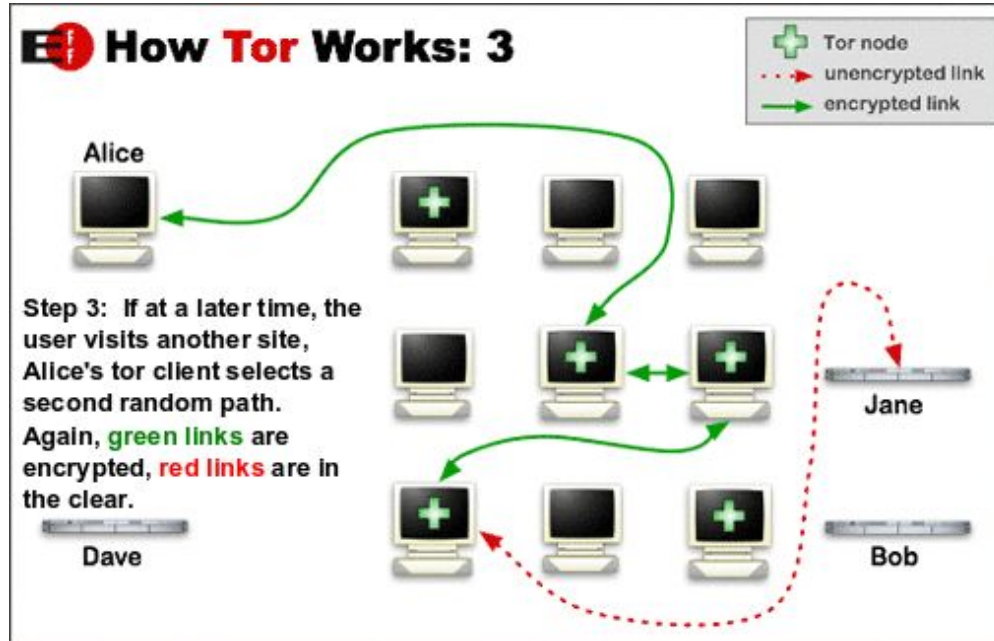 EFF How Tor Works: 3
Tor node
unencrypted link
encrypted link
Alice
Step 3: If at a later time, the
user visits another site,
Alice's tor client selects a
second random path.
Again, green links are
encrypted, red links are in
the clear.
Jane
Dave
Bob